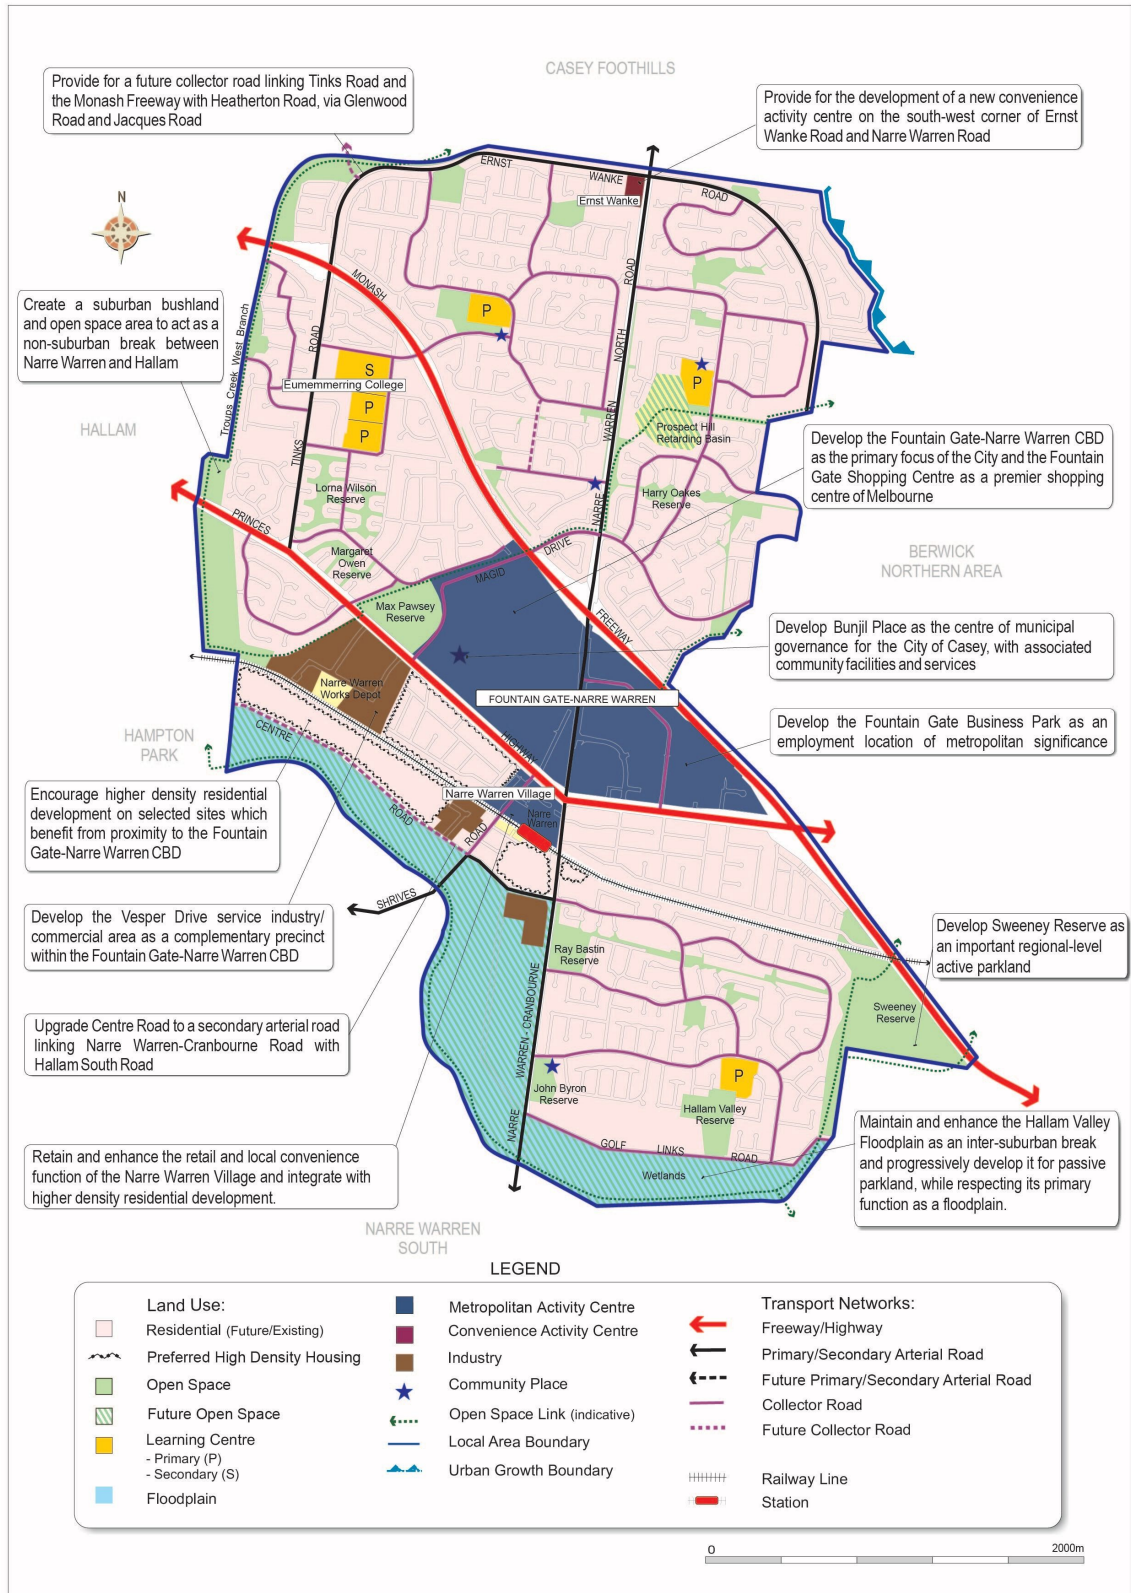 CASEY FOOTHILLS
Provide for a future collector road linking Tinks Road and
the Monash Freeway with Heatherton Road, via Glenwood
Road and Jacques Road
Provide for the development of a new convenience
activity centre on the south-west corner of Ernst
Wanke Road and Narre Warren Road
ERNST
WANKE
ROAD
Ernst Wanke
N
MONASH
ROAD
Create a suburban bushland
and open space area to act as a
non-suburban break between
Narre Warren and Hallam
Troups Creek West Branch
ROAD
P
NORTH
S
Eumemmerring College
P
P
P
HALLAM
TINKS
WARREN
Prospect Hill
Retarding Basin
Develop the Fountain Gate-Narre Warren CBD
as the primary focus of the City and the Fountain
Gate Shopping Centre as a premier shopping
centre of Melbourne
Lorna Wilson
Reserve
Harry Oakes
Reserve
NARRE
PRINCES
Margaret
Owen
Reserve
DRIVE
MAGID
BERWICK
NORTHERN AREA
Max Pawsey
Reserve
FREEWAY
Develop Bunjil Place as the centre of municipal
governance for the City of Casey, with associated
community facilities and services
Narre Warren
Works Depot
FOUNTAIN GATE-NARRE WARREN
HAMPTON
PARK
CENTRE
HIGHWAY
Develop the Fountain Gate Business Park as an
employment location of metropolitan significance
Encourage higher density residential
development on selected sites which
benefit from proximity to the Fountain
Gate-Narre Warren CBD
Narre Warren Village
ROAD
ROAD
Narre
Warren
SHRIVES
Develop the Vesper Drive service industry/
commercial area as a complementary precinct
within the Fountain Gate-Narre Warren CBD
Develop Sweeney Reserve as
an important regional-level
active parkland
Ray Bastin
Reserve
Sweeney
Reserve
Upgrade Centre Road to a secondary arterial road
linking Narre Warren-Cranbourne Road with
Hallam South Road
WARREN - CRANBOURNE
P
John Byron
Reserve
Hallam Valley
Reserve
NARRE
GOLF
LINKS
ROAD
Wetlands
Maintain and enhance the Hallam Valley
Floodplain as an inter-suburban break
and progressively develop it for passive
parkland, while respecting its primary
function as a floodplain.
Retain and enhance the retail and local convenience
function of the Narre Warren Village and integrate with
higher density residential development.
NARRE WARREN
SOUTH
LEGEND
Land Use:
Residential (Future/Existing)
Preferred High Density Housing
Open Space
Future Open Space
Learning Centre
- Primary (P)
- Secondary (S)
Floodplain
Metropolitan Activity Centre
Convenience Activity Centre
Industry
Community Place
Open Space Link (indicative)
Local Area Boundary
Urban Growth Boundary
Transport Networks:
Freeway/Highway
Primary/Secondary Arterial Road
Future Primary/Secondary Arterial Road
Collector Road
Future Collector Road
Railway Line
Station
0
2000m